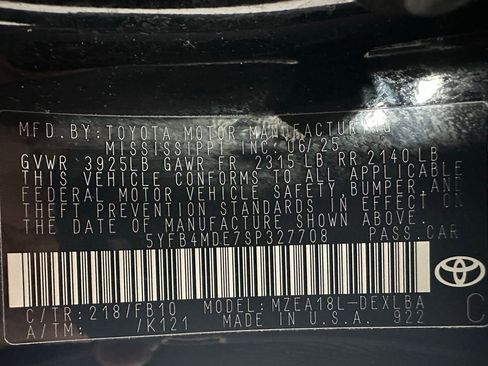 MFD. BY: TOYOTA MOTOR MANUFACTURING
MISSISSIPPI INC: 06/25
GVWR 3925LB GAWR FR 2315 LB RR 2140 LB
THIS VEHICLE CONFORMS TO ALL APPLICABLE
FEDERAL MOTOR VEHICLE SAFETY BUMPER, AND
THEFT PREVENTION STANDARDS IN EFFECT ON
THE DATE OF MANUFACTURE SHOWN ABOVE.
5YFB4MDE7SP327708 PASS.CAR
C/TR:218/FB10 MODEL: MZEA18L-DEXLBA
A/TM: /K121 MADE IN U.S.A. 922 C